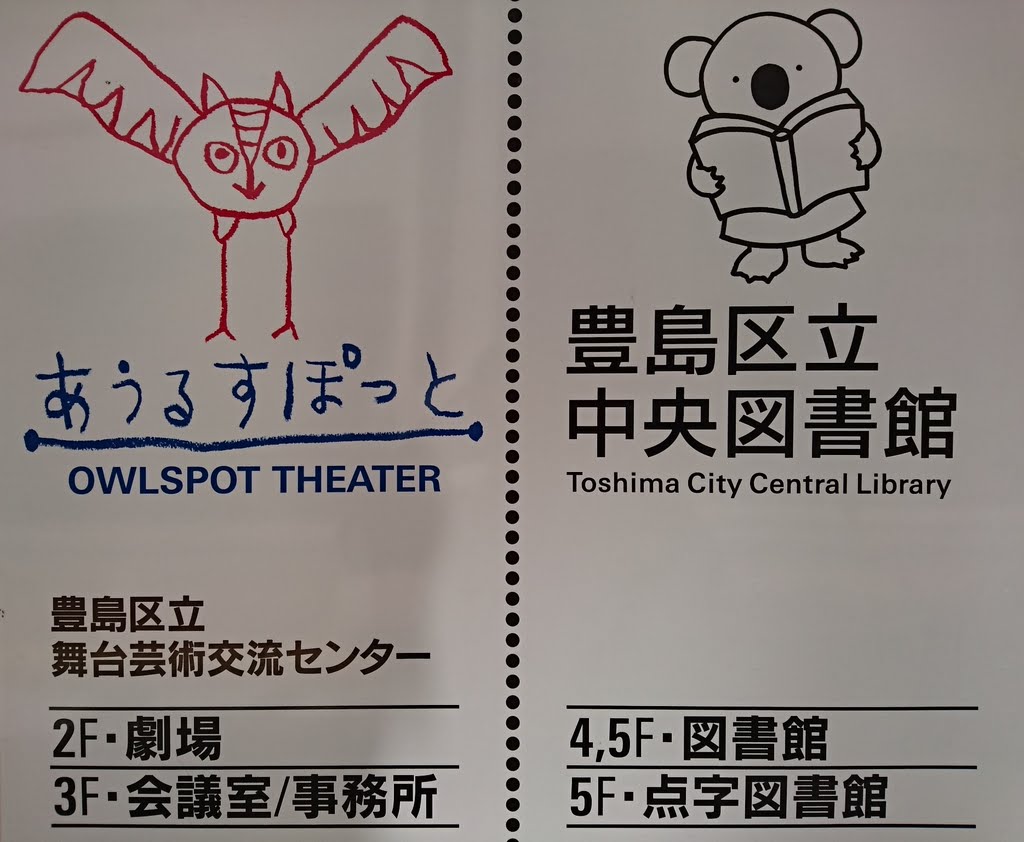 あうるすぽっと
OWLSPOT THEATER
豊島区立
舞台芸術交流センター
2F・劇場
3F・会議室/事務所
豊島区立
中央図書館
Toshima City Central Library
4,5F・図書館
5F・点字図書館